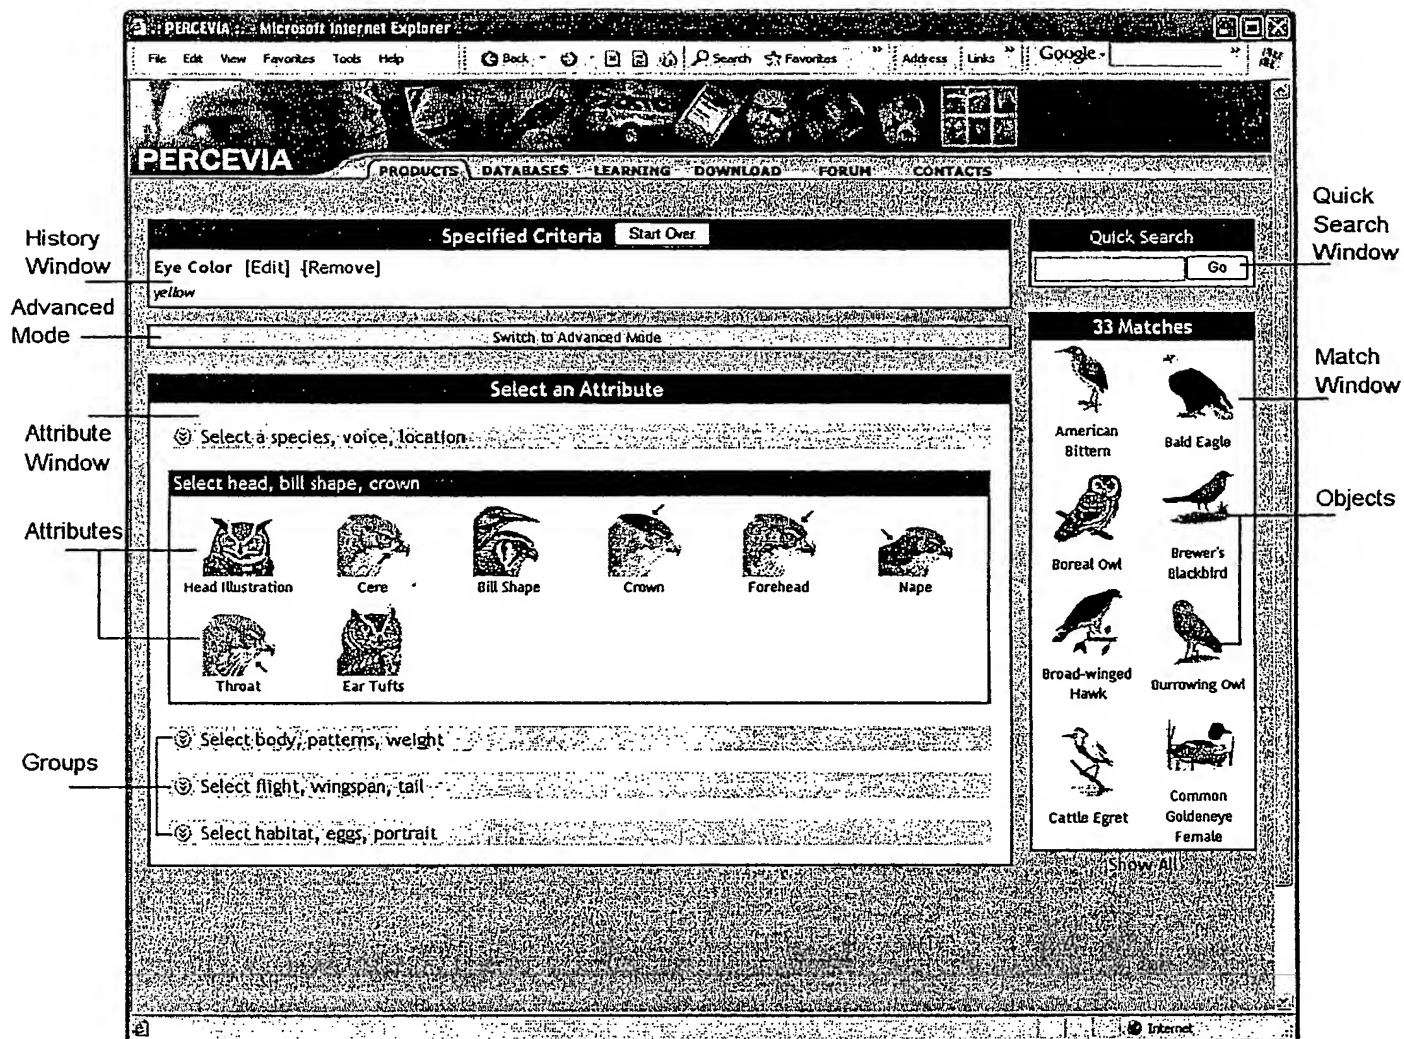 PERCEVIA - Microsoft Internet Explorer
File Edit View Favorites Tools Help Back Search Favorites Address Links Google
PERCEVIA
PRODUCTS DATABASES LEARNING DOWNLOAD FORUM CONTACTS
History
Window
Advanced
Mode
Attribute
Window
Attributes
Groups
Specified Criteria Start Over
Eye Color [Edit] [Remove]
yellow
Switch to Advanced Mode
Select an Attribute
Select a species, voice, location
Select head, bill shape, crown
Head Illustration Cere Bill Shape Crown Forehead Nape
Throat Ear Tufts
Select body, patterns, weight
Select flight, wingspan, tail
Select habitat, eggs, portrait
Quick Search
Go
33 Matches
American
Bittern
Bald Eagle
Boreal Owl
Brewer's
Blackbird
Broad-winged
Hawk
Burrowing Owl
Cattle Egret
Common
Goldeneye
Female
Show All
Quick
Search
Window
Match
Window
Objects
Internet